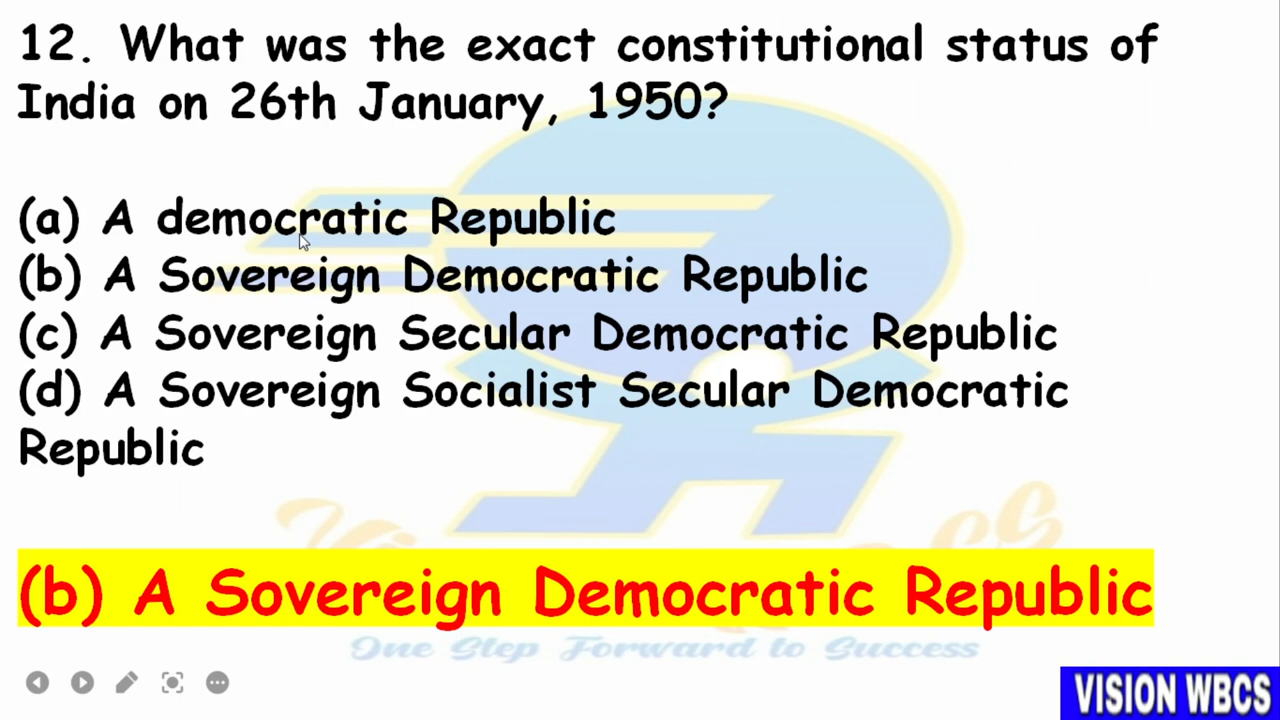 12. What was the exact constitutional status of
India on 26th January, 1950?
(a) A democratic Republic
(b) A Sovereign Democratic Republic
(c) A Sovereign Secular Democratic Republic
(d) A Sovereign Socialist Secular Democratic
Republic
(b) A Sovereign Democratic Republic
One Step Forward to Success
VISION WBCS